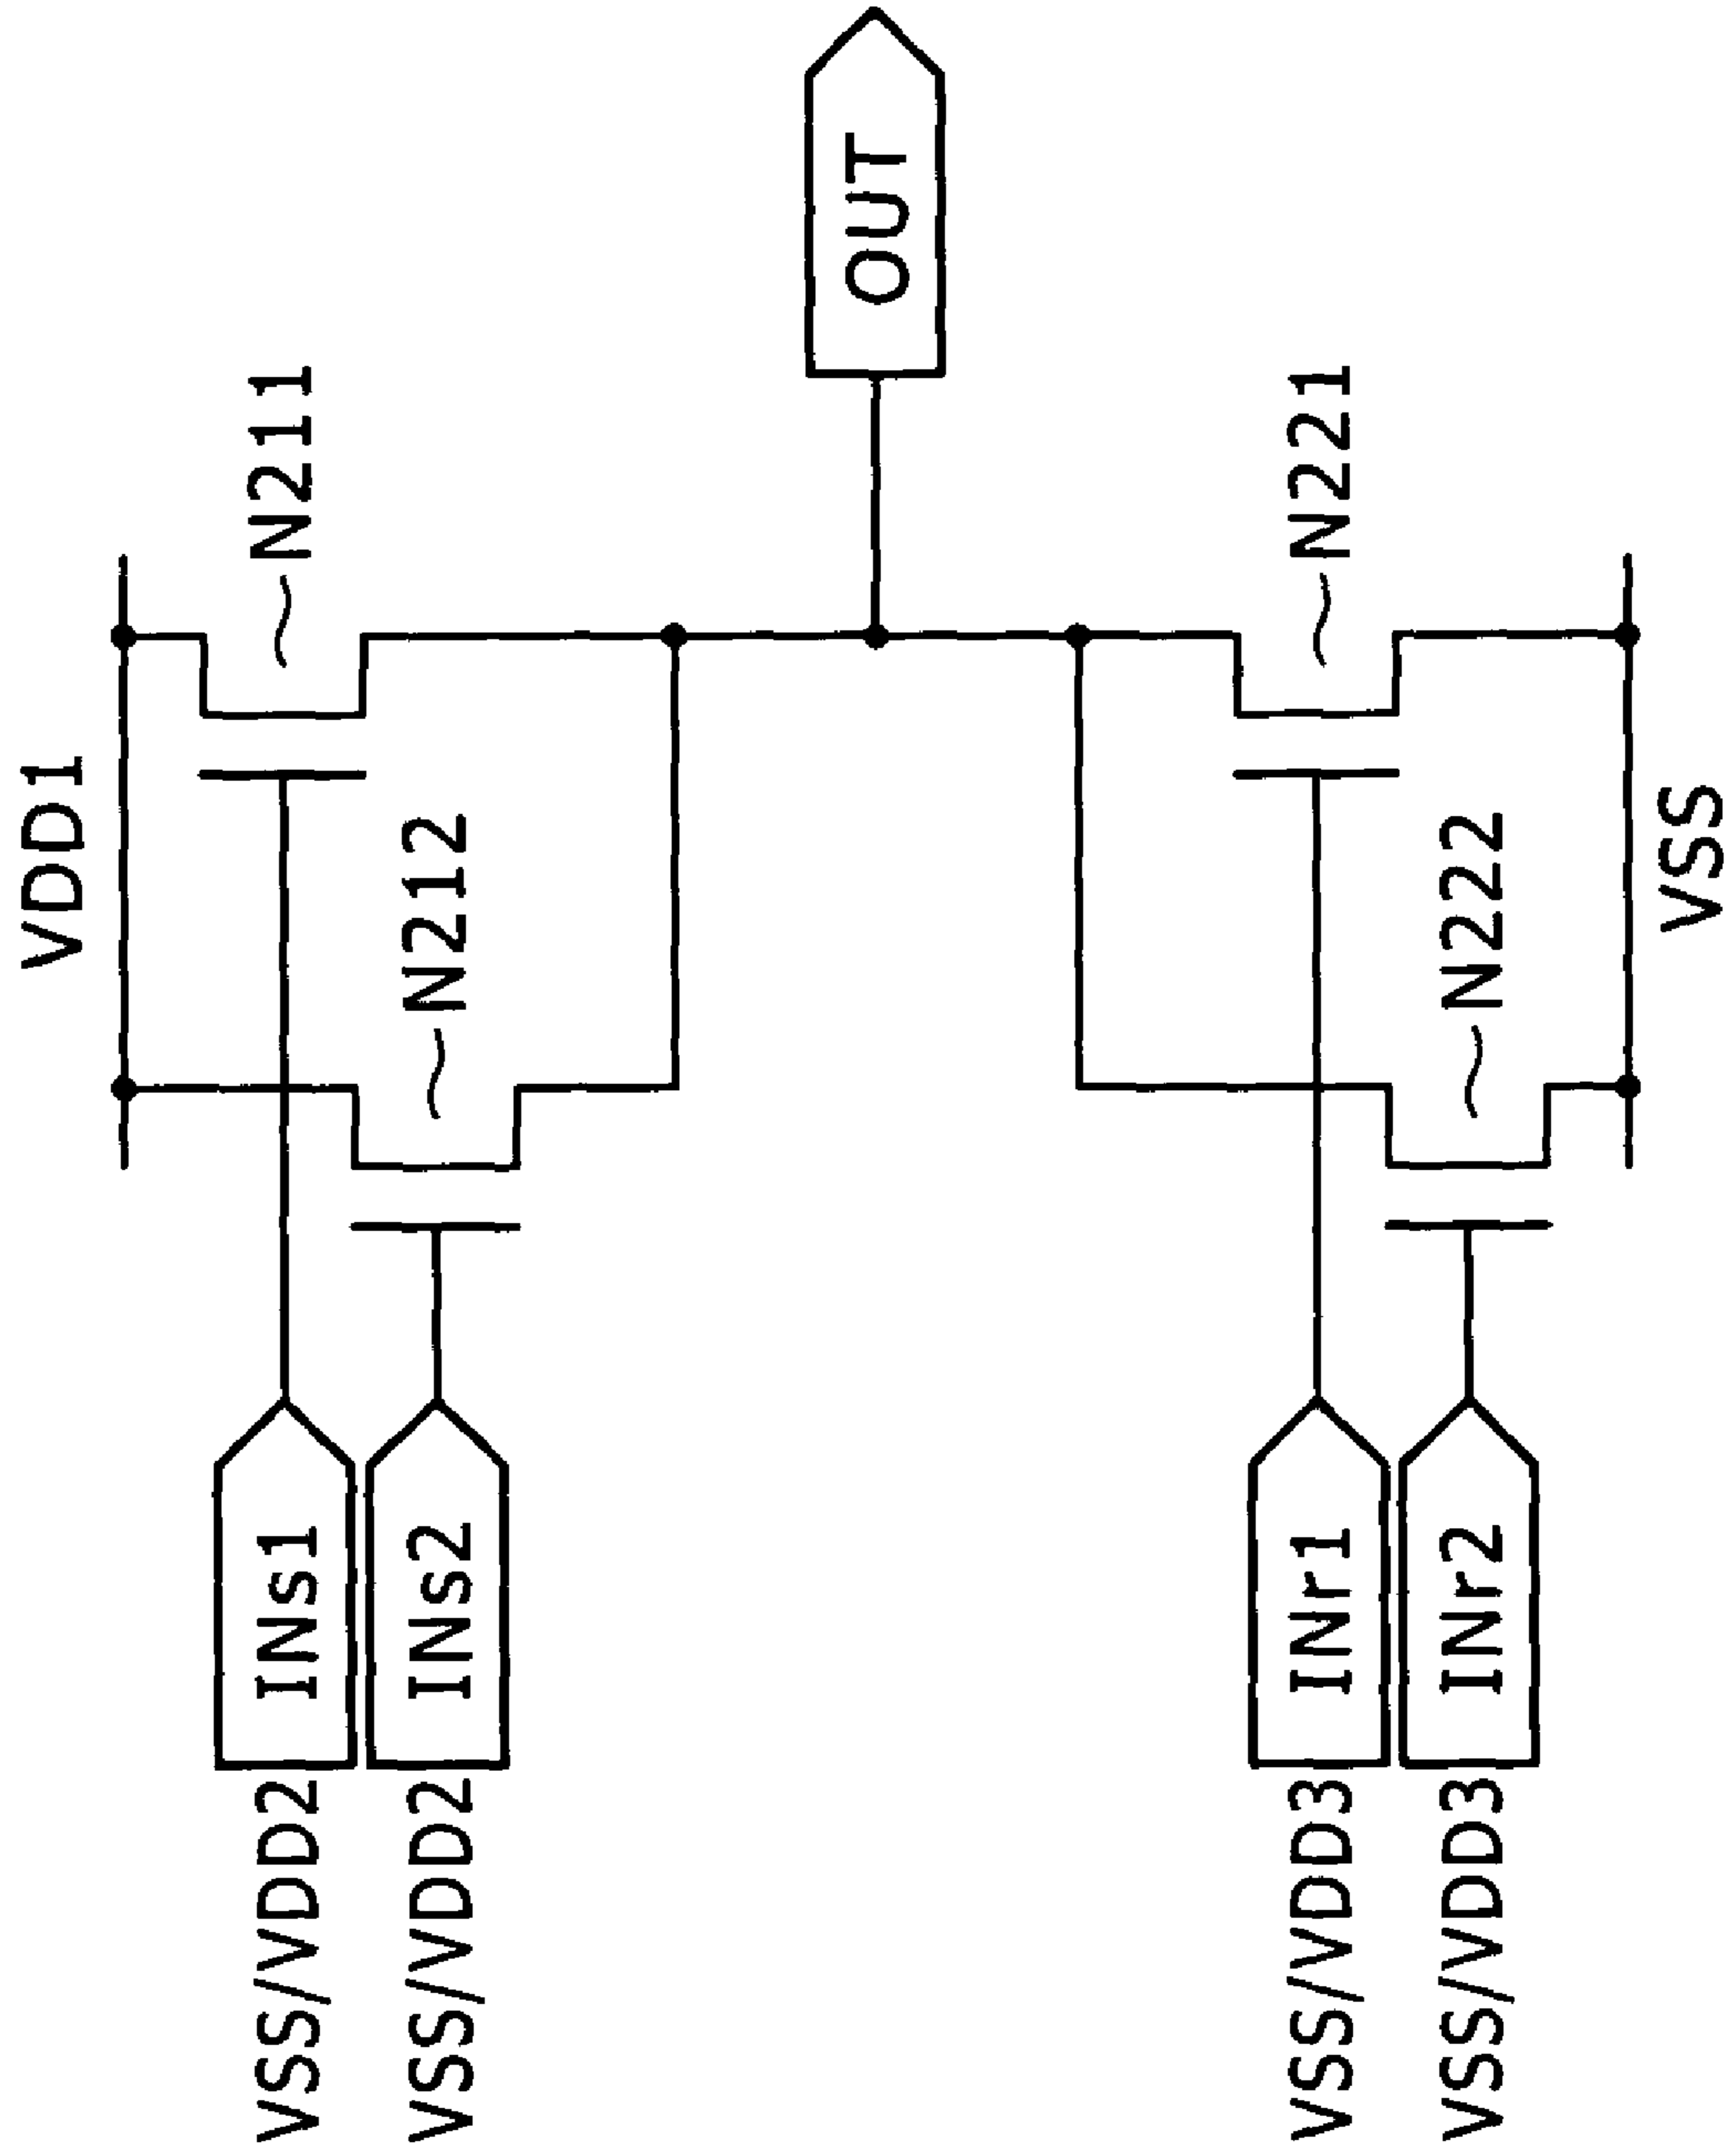 VDD1
N211
N212
VSS/VDD2 INs1
VSS/VDD2 INs2
OUT
N221
N222
VSS/VDD3 INr1
VSS/VDD3 INr2
VSS